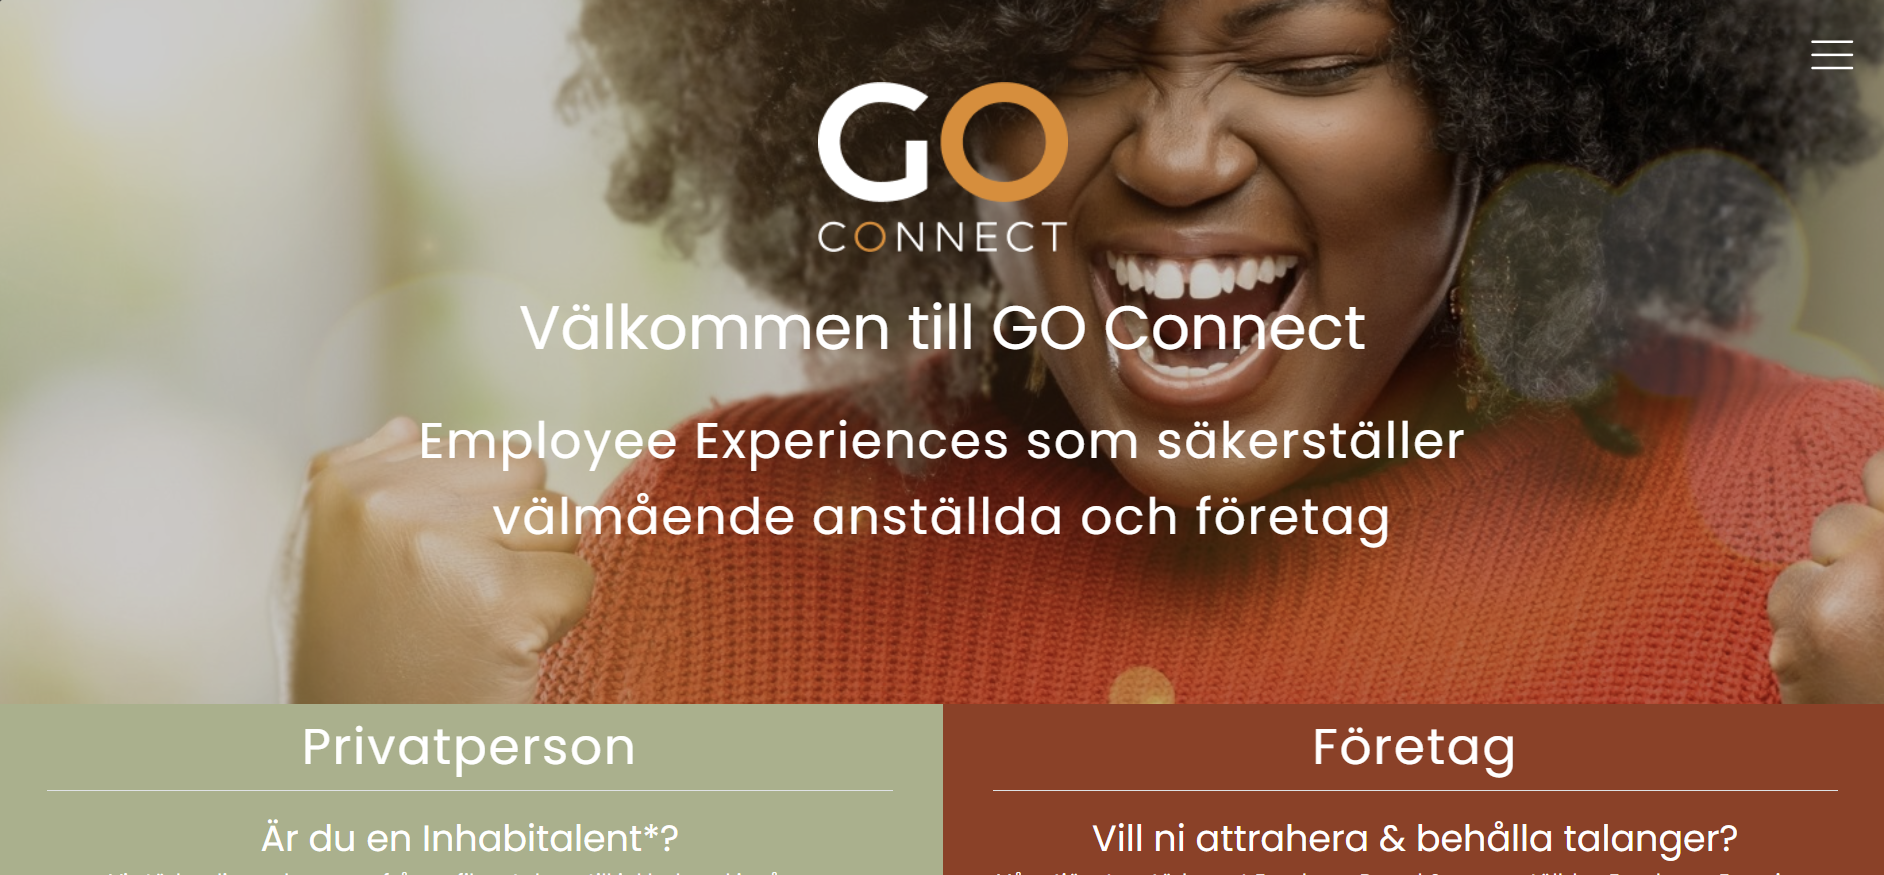 GO
CONNECT
Välkommen till GO Connect
Employee Experiences som säkerställer
välmående anställda och företag
Privatperson
Företag
Är du en Inhabitalent*?
Vill ni attrahera & behålla talanger?